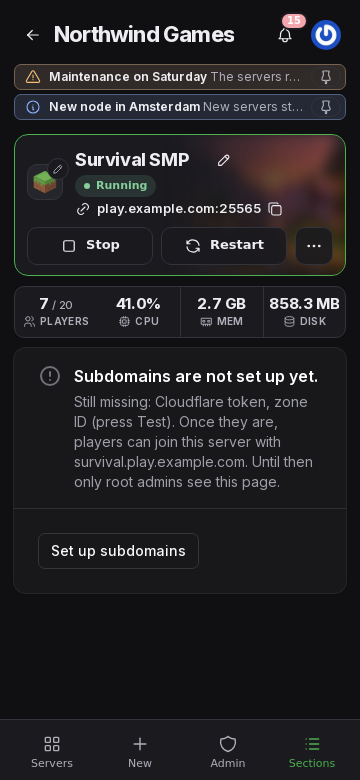 Northwind Games
15
Maintenance on Saturday The servers r…
New node in Amsterdam New servers st…
Survival SMP
Running
play.example.com:25565
Stop
Restart
7 / 20
PLAYERS
41.0%
CPU
2.7 GB
MEM
858.3 MB
DISK
Subdomains are not set up yet.
Still missing: Cloudflare token, zone
ID (press Test). Once they are,
players can join this server with
survival.play.example.com. Until then
only root admins see this page.
Set up subdomains
Servers
New
Admin
Sections